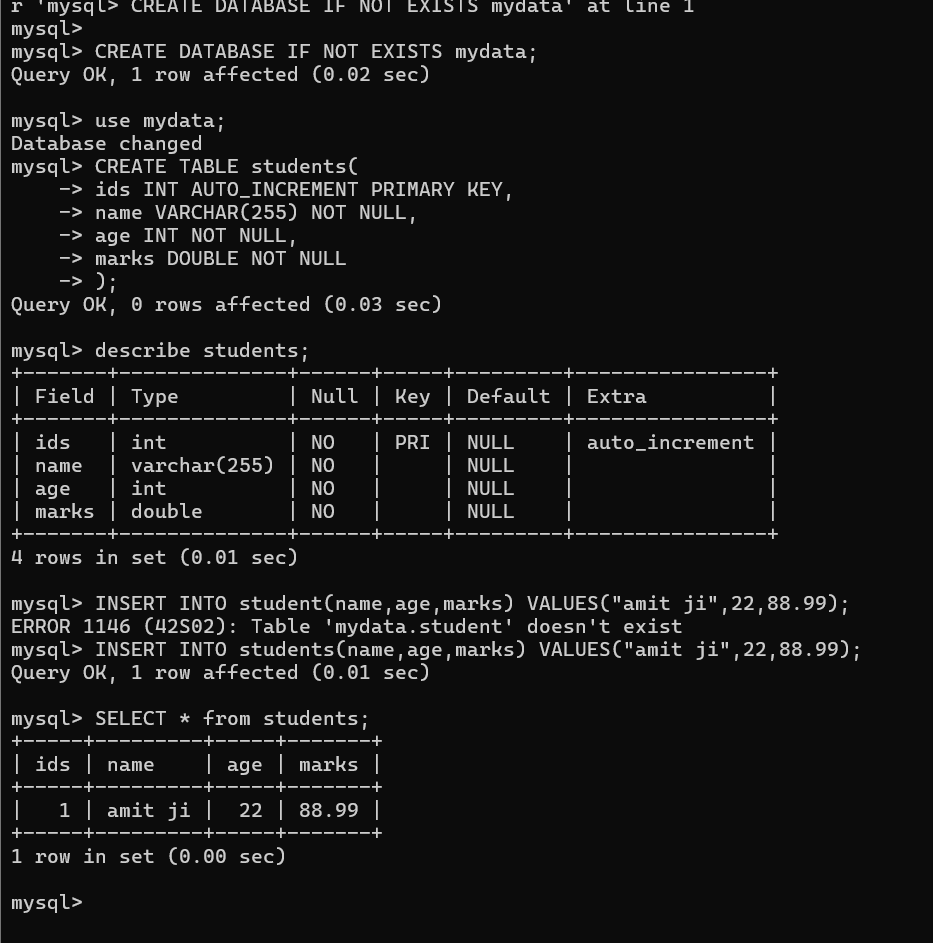 r 'mysql> CREATE DATABASE IF NOT EXISTS mydata' at line 1
mysql>
mysql> CREATE DATABASE IF NOT EXISTS mydata;
Query OK, 1 row affected (0.02 sec)

mysql> use mydata;
Database changed
mysql> CREATE TABLE students(
    -> ids INT AUTO_INCREMENT PRIMARY KEY,
    -> name VARCHAR(255) NOT NULL,
    -> age INT NOT NULL,
    -> marks DOUBLE NOT NULL
    -> );
Query OK, 0 rows affected (0.03 sec)

mysql> describe students;
+-------+--------------+------+-----+---------+----------------+
| Field | Type         | Null | Key | Default | Extra          |
+-------+--------------+------+-----+---------+----------------+
| ids   | int          | NO   | PRI | NULL    | auto_increment |
| name  | varchar(255) | NO   |     | NULL    |                |
| age   | int          | NO   |     | NULL    |                |
| marks | double       | NO   |     | NULL    |                |
+-------+--------------+------+-----+---------+----------------+
4 rows in set (0.01 sec)

mysql> INSERT INTO student(name,age,marks) VALUES("amit ji",22,88.99);
ERROR 1146 (42S02): Table 'mydata.student' doesn't exist
mysql> INSERT INTO students(name,age,marks) VALUES("amit ji",22,88.99);
Query OK, 1 row affected (0.01 sec)

mysql> SELECT * from students;
+-----+---------+-----+-------+
| ids | name    | age | marks |
+-----+---------+-----+-------+
|   1 | amit ji |  22 | 88.99 |
+-----+---------+-----+-------+
1 row in set (0.00 sec)

mysql>